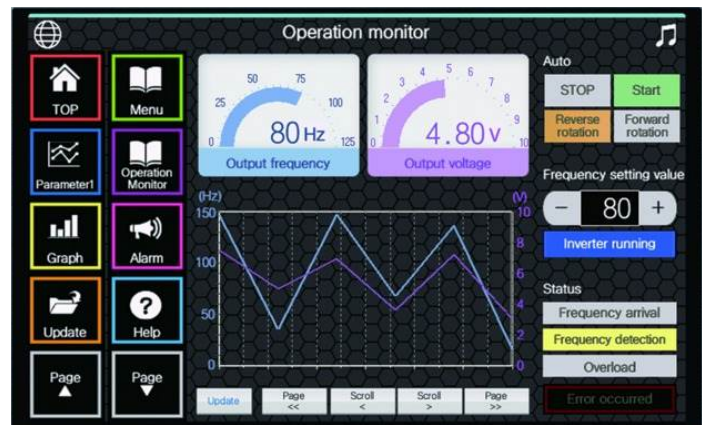 Operation monitor
TOP
Menu
Parameter1
Operation
Monitor
Graph
Alarm
Update
Help
Page
Page
0
25
50
75
100
125
80 Hz
Output frequency
0
1
2
3
4
5
6
7
8
9
10
4.80 v
Output voltage
(Hz)
150
100
50
0
(V)
10
8
6
4
2
0
Update
Page
<<
Scroll
<
Scroll
>
Page
>>
Auto
STOP
Start
Reverse
rotation
Forward
rotation
Frequency setting value
− 80 +
Inverter running
Status
Frequency arrival
Frequency detection
Overload
Error occurred